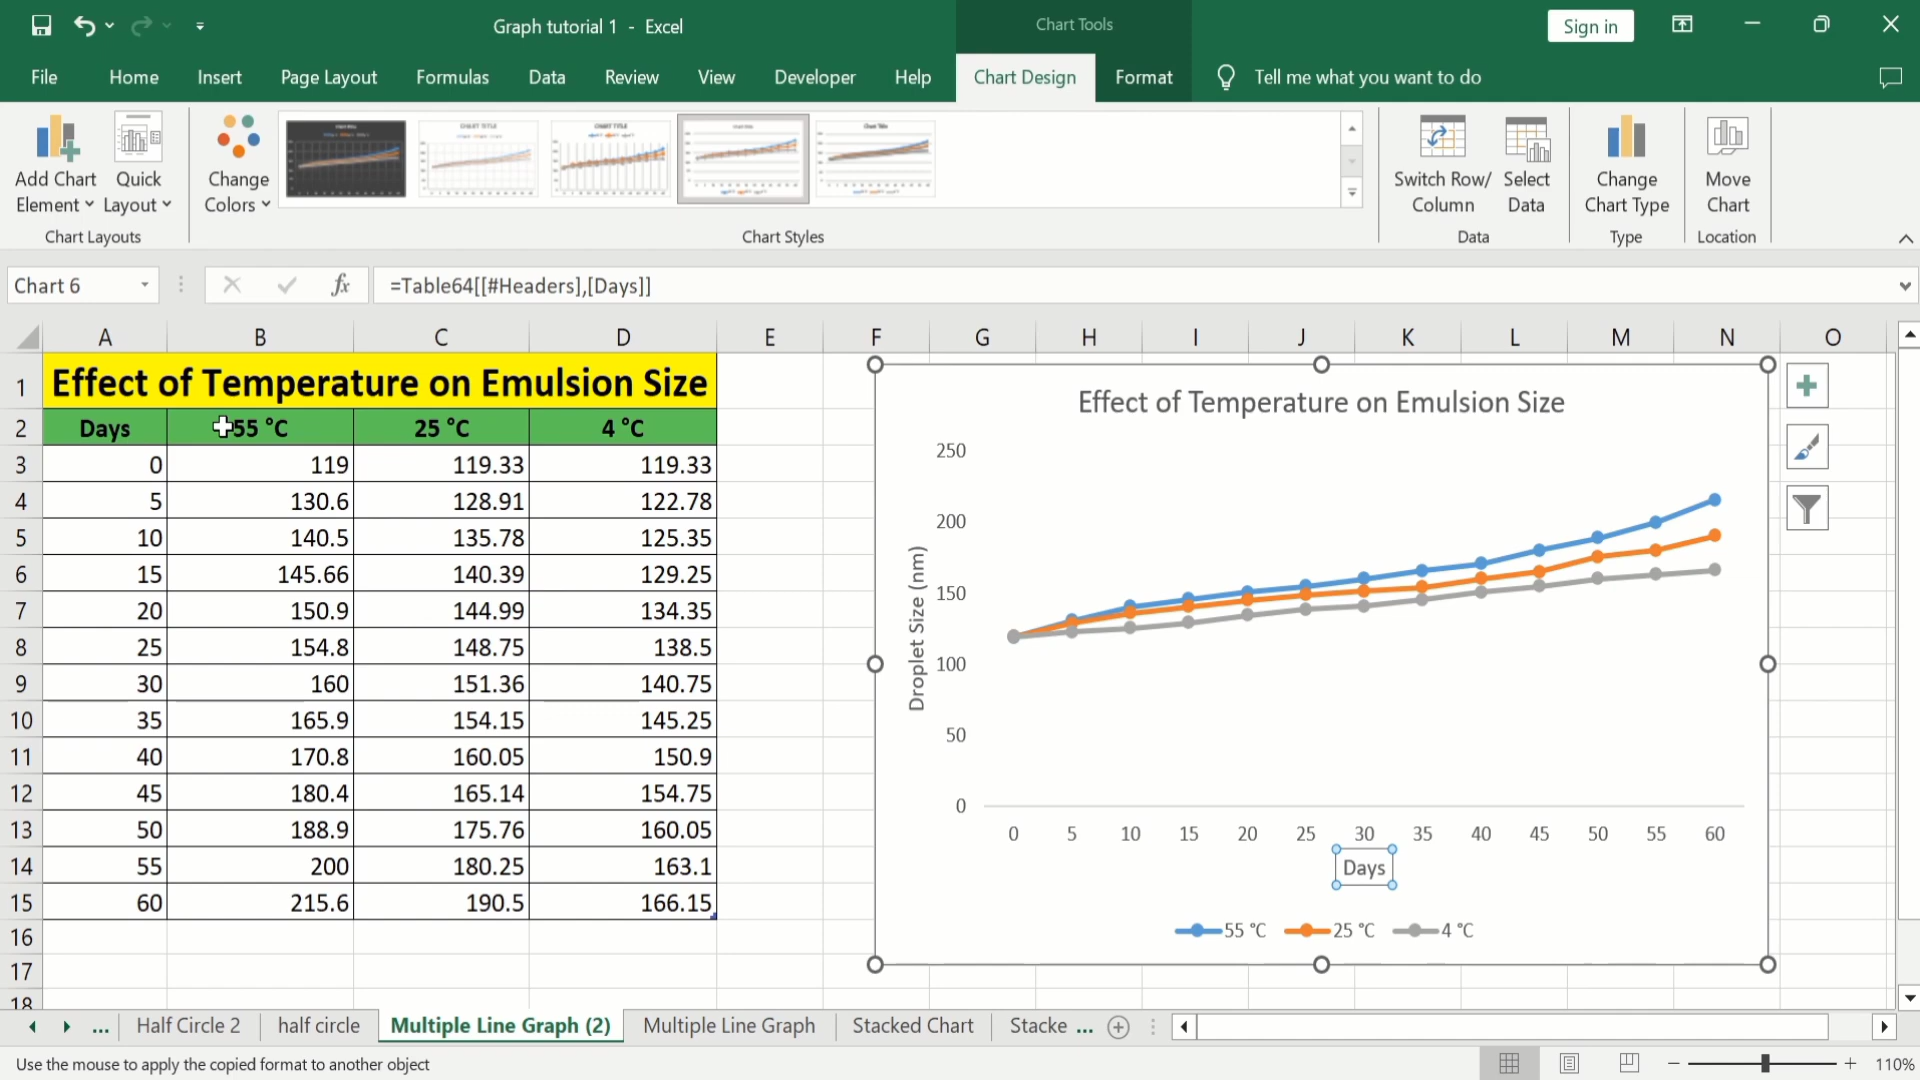 Graph tutorial 1 - Excel
Chart Tools
Sign in
File Home Insert Page Layout Formulas Data Review View Developer Help Chart Design Format Tell me what you want to do
Add Chart Element
Quick Layout
Change Colors
Switch Row/ Column
Select Data
Change Chart Type
Move Chart
Chart Layouts
Chart Styles
Data
Type
Location
Chart 6
fx
=Table64[[#Headers],[Days]]
A B C D E F G H I J K L M N O
1 Effect of Temperature on Emulsion Size
2 Days 55 °C 25 °C 4 °C
3 0 119 119.33 119.33
4 5 130.6 128.91 122.78
5 10 140.5 135.78 125.35
6 15 145.66 140.39 129.25
7 20 150.9 144.99 134.35
8 25 154.8 148.75 138.5
9 30 160 151.36 140.75
10 35 165.9 154.15 145.25
11 40 170.8 160.05 150.9
12 45 180.4 165.14 154.75
13 50 188.9 175.76 160.05
14 55 200 180.25 163.1
15 60 215.6 190.5 166.15
16
17
18
Effect of Temperature on Emulsion Size
250
200
150
100
50
0
Droplet Size (nm)
0 5 10 15 20 25 30 35 40 45 50 55 60
Days
55 °C 25 °C 4 °C
... Half Circle 2 half circle Multiple Line Graph (2) Multiple Line Graph Stacked Chart Stacke ...
Use the mouse to apply the copied format to another object
110%